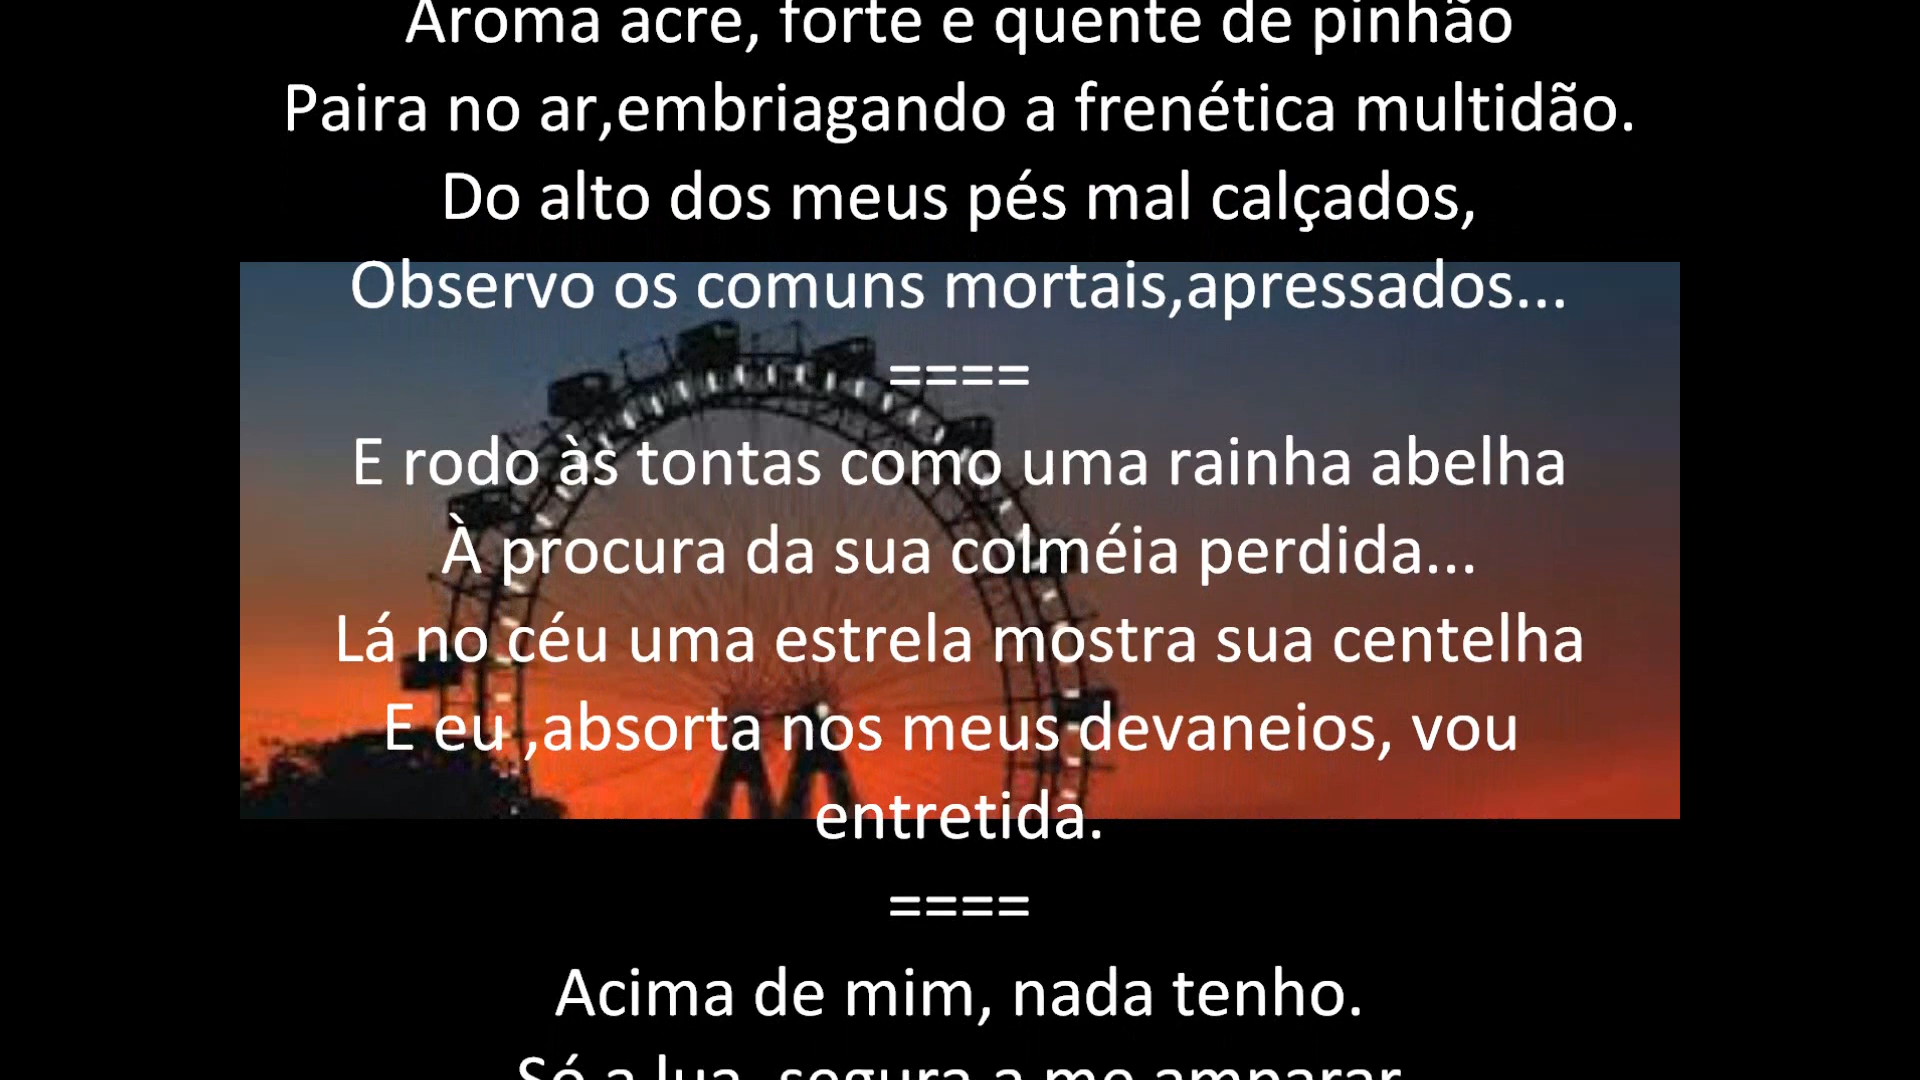 Aroma acre, forte e quente de pinhão
Paira no ar,embriagando a frenética multidão.
Do alto dos meus pés mal calçados,
Observo os comuns mortais,apressados...
====
E rodo às tontas como uma rainha abelha
À procura da sua colméia perdida...
Lá no céu uma estrela mostra sua centelha
E eu ,absorta nos meus devaneios, vou
entretida.
====
Acima de mim, nada tenho.
Só a lua, segura a me amparar